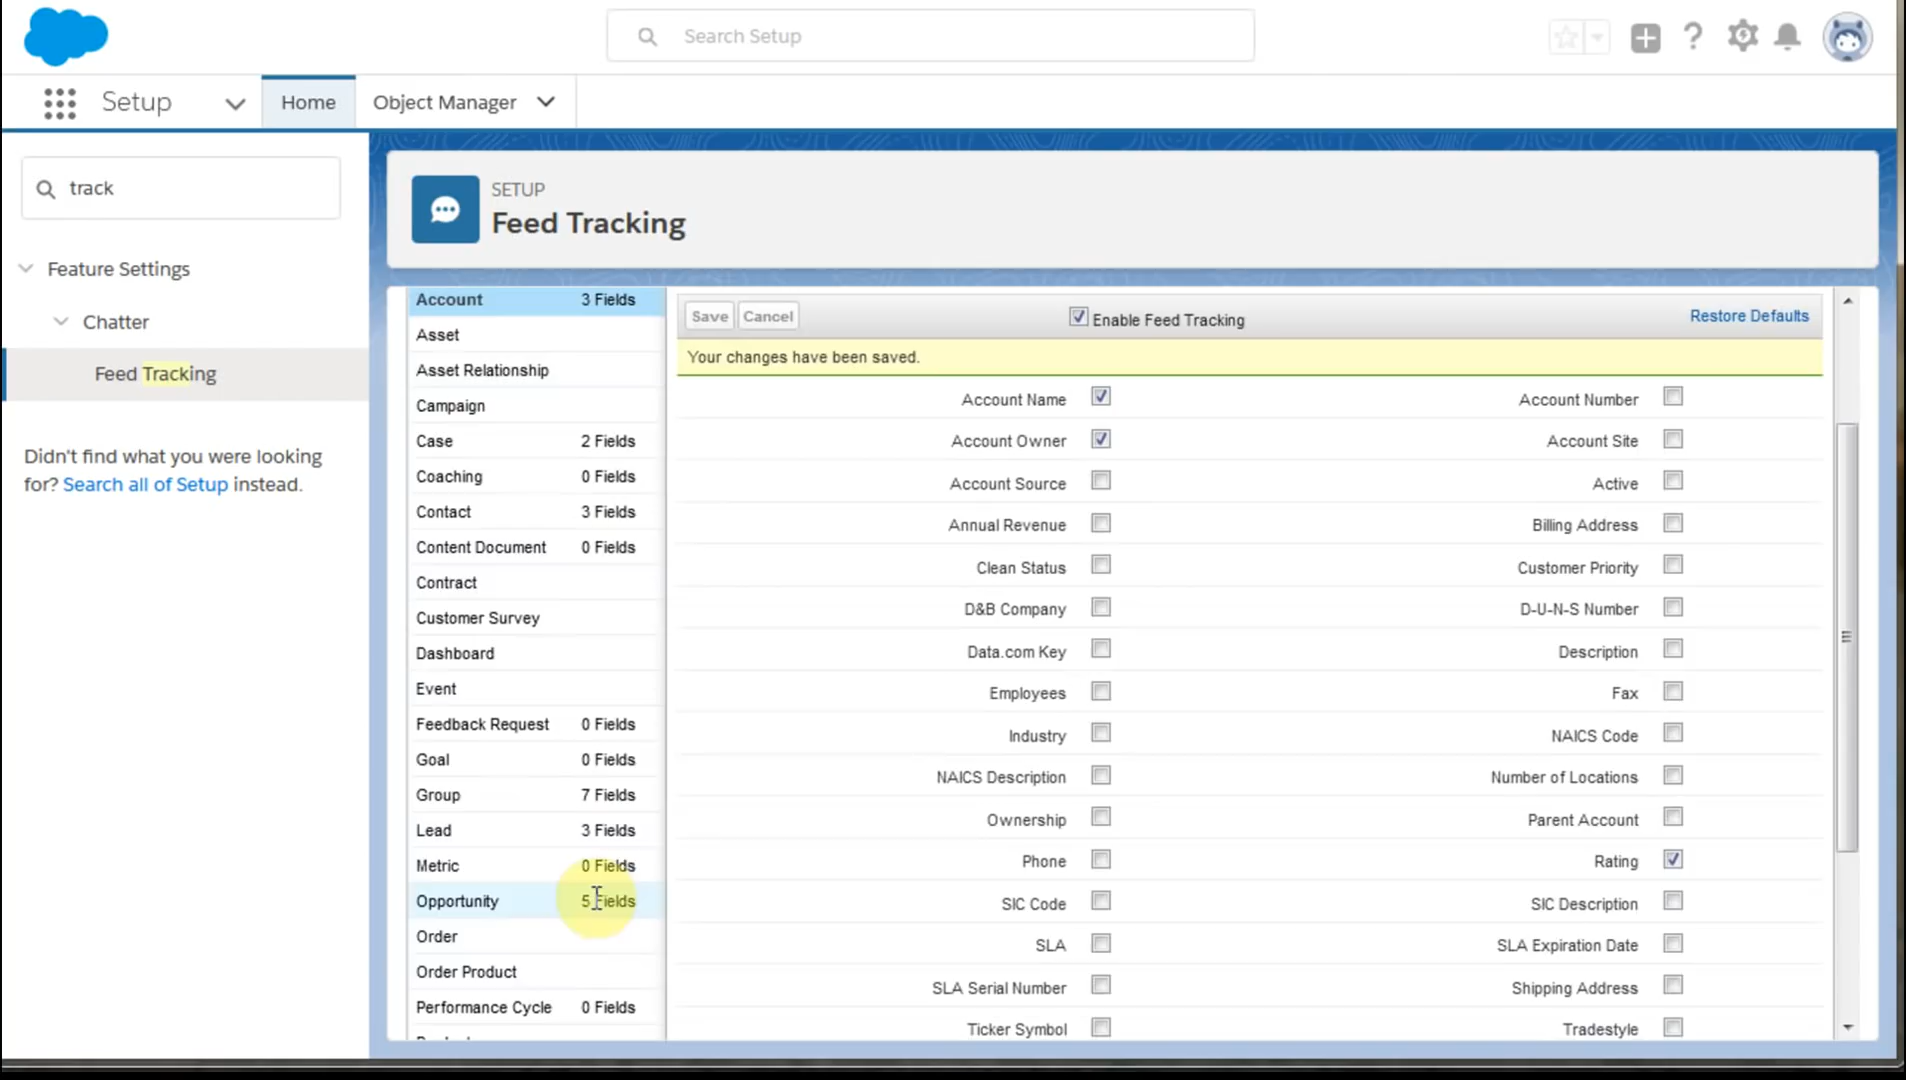 Search Setup
Setup
Home
Object Manager
track
SETUP
Feed Tracking
Feature Settings
Chatter
Feed Tracking
Didn't find what you were looking
for? Search all of Setup instead.
Account 3 Fields
Asset
Asset Relationship
Campaign
Case 2 Fields
Coaching 0 Fields
Contact 3 Fields
Content Document 0 Fields
Contract
Customer Survey
Dashboard
Event
Feedback Request 0 Fields
Goal 0 Fields
Group 7 Fields
Lead 3 Fields
Metric 0 Fields
Opportunity 5 Fields
Order
Order Product
Performance Cycle 0 Fields
Save Cancel Enable Feed Tracking Restore Defaults
Your changes have been saved.
Account Name Account Number
Account Owner Account Site
Account Source Active
Annual Revenue Billing Address
Clean Status Customer Priority
D&B Company D-U-N-S Number
Data.com Key Description
Employees Fax
Industry NAICS Code
NAICS Description Number of Locations
Ownership Parent Account
Phone Rating
SIC Code SIC Description
SLA SLA Expiration Date
SLA Serial Number Shipping Address
Ticker Symbol Tradestyle